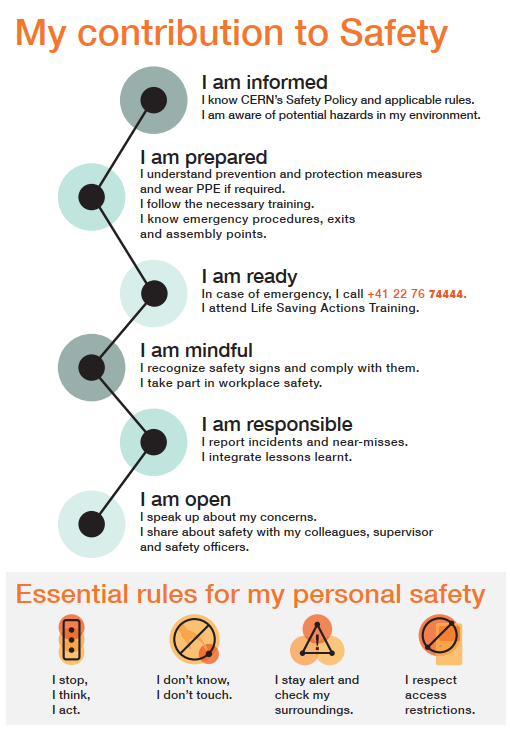 My contribution to Safety
I am informed
I know CERN's Safety Policy and applicable rules.
I am aware of potential hazards in my environment.
I am prepared
I understand prevention and protection measures
and wear PPE if required.
I follow the necessary training.
I know emergency procedures, exits
and assembly points.
I am ready
In case of emergency, I call +41 22 76 74444.
I attend Life Saving Actions Training.
I am mindful
I recognize safety signs and comply with them.
I take part in workplace safety.
I am responsible
I report incidents and near-misses.
I integrate lessons learnt.
I am open
I speak up about my concerns.
I share about safety with my colleagues, supervisor
and safety officers.
Essential rules for my personal safety
I stop,
I think,
I act.
I don't know,
I don't touch.
I stay alert and
check my
surroundings.
I respect
access
restrictions.